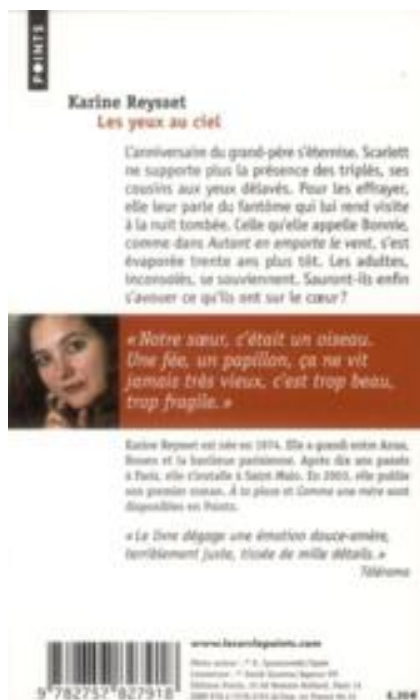 POINTS
Karine Reysset
Les yeux au ciel
L'anniversaire du grand-père s'éternise. Scarlett
ne supporte plus la présence des triplés, ses
cousins aux yeux délavés. Pour les effrayer,
elle leur parle du fantôme qui lui rend visite
à la nuit tombée. Celle qu'elle appelle Bonnie,
comme dans Autant en emporte le vent, s'est
évaporée trente ans plus tôt. Les adultes,
inconsolés, se souviennent. Sauront-ils enfin
s'avouer ce qu'ils ont sur le cœur ?
« Notre sœur, c'était un oiseau.
Une fée, un papillon, ça ne vit
jamais très vieux, c'est trop beau,
trop fragile. »
Karine Reysset est née en 1974. Elle a grandi entre
Rouen et la banlieue parisienne. Après dix ans passés
à Paris, elle s'installe à Saint-Malo. En 2003, elle publie
son premier roman. À ta place et Comme une mère sont
disponibles en Points.
« Le livre dégage une émotion douce-amère,
terriblement juste, tissée de mille détails. »
Télérama
www.lecerclepoints.com
9 782757 827918